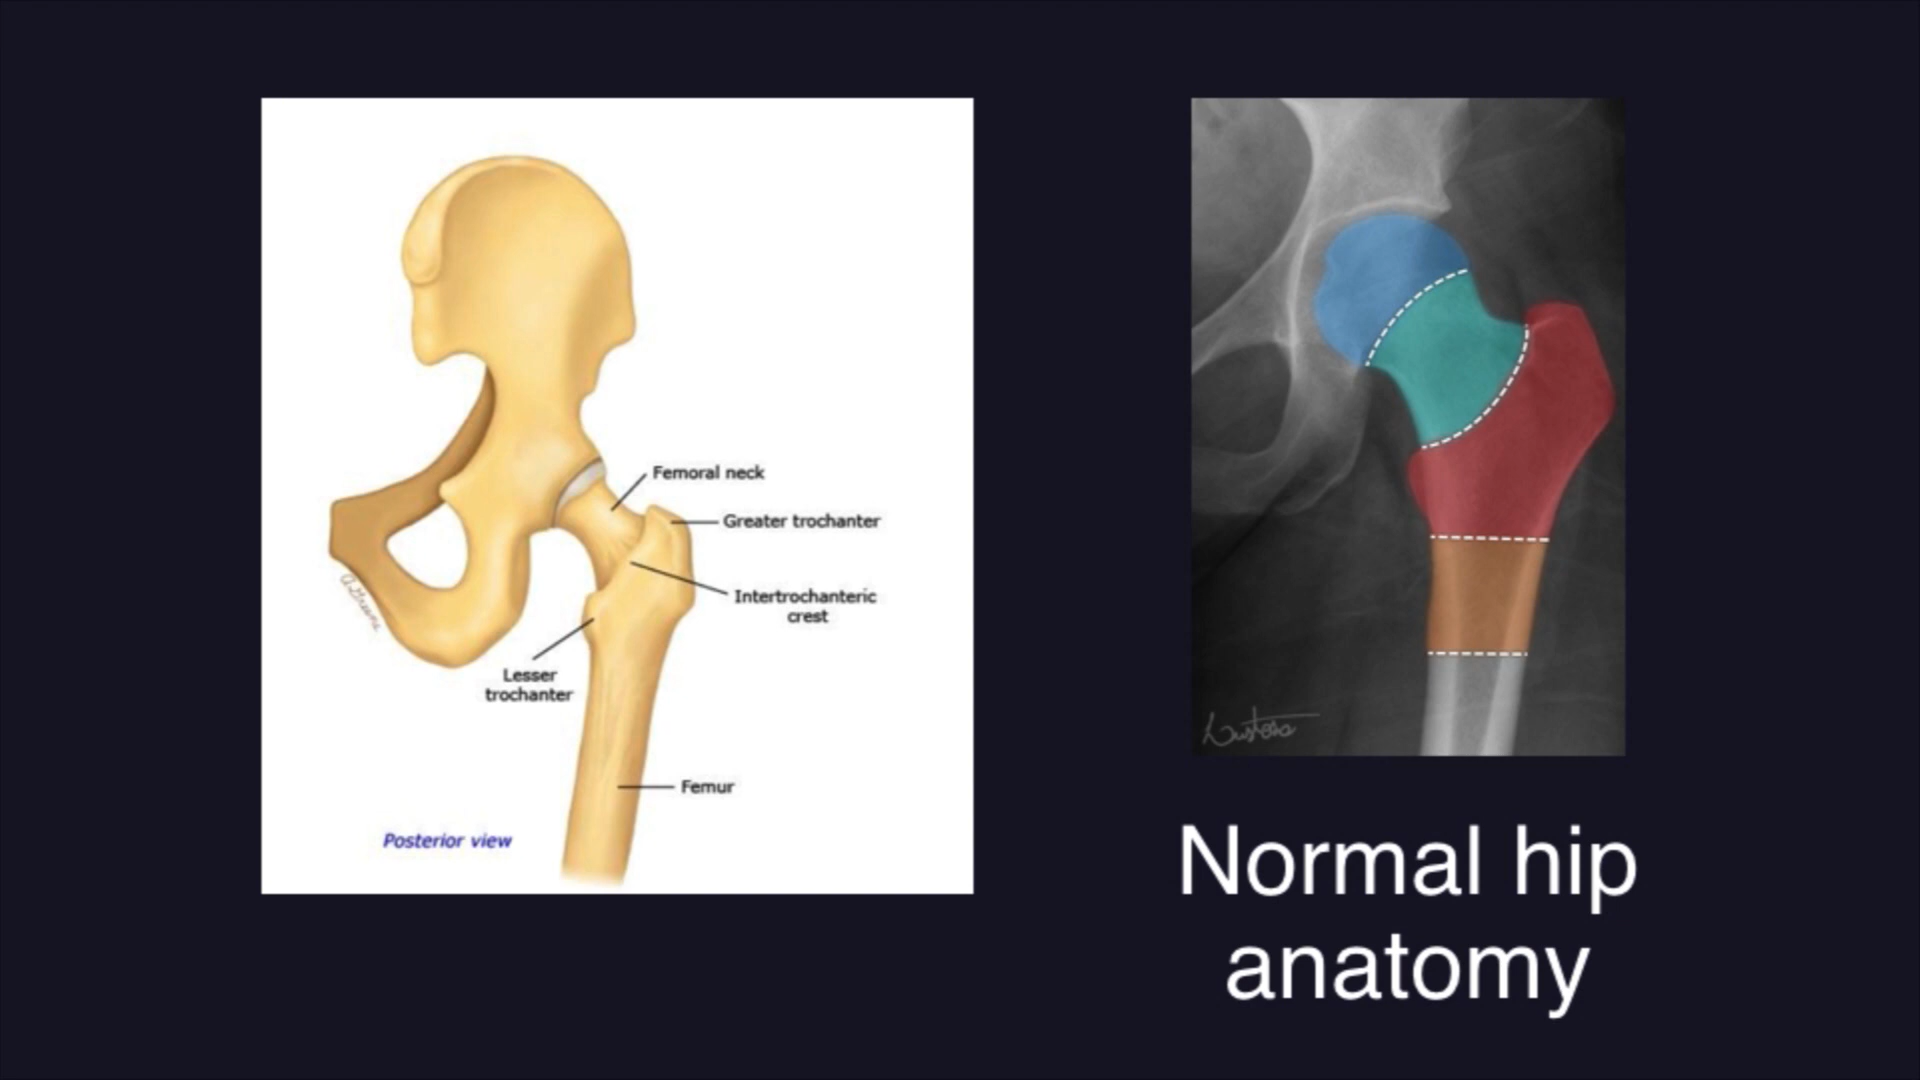 Femoral neck
Greater trochanter
Intertrochanteric
crest
Lesser
trochanter
Femur
Posterior view
Normal hip
anatomy